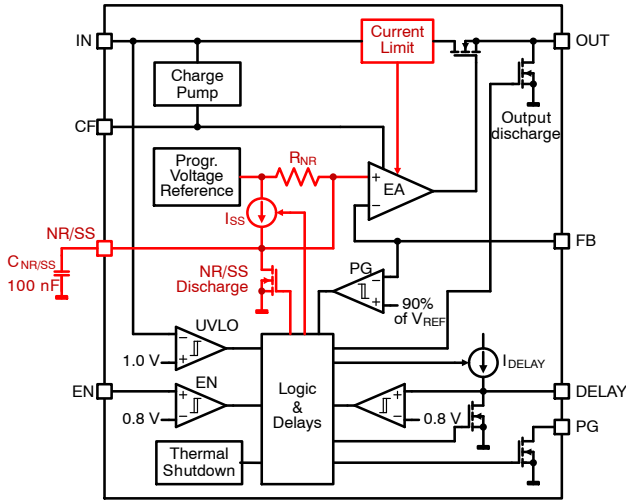 IN
Current
Limit
OUT
Charge
Pump
Output
discharge
CF
Progr.
Voltage
Reference
RNR
+
EA
−
ISS
NR/SS
FB
CNR/SS
100 nF
NR/SS
Discharge
PG
−
+
90%
of VREF
UVLO
−
+
1.0 V
IDELAY
EN
EN
+
−
0.8 V
Logic
&
Delays
+
−
0.8 V
DELAY
PG
Thermal
Shutdown